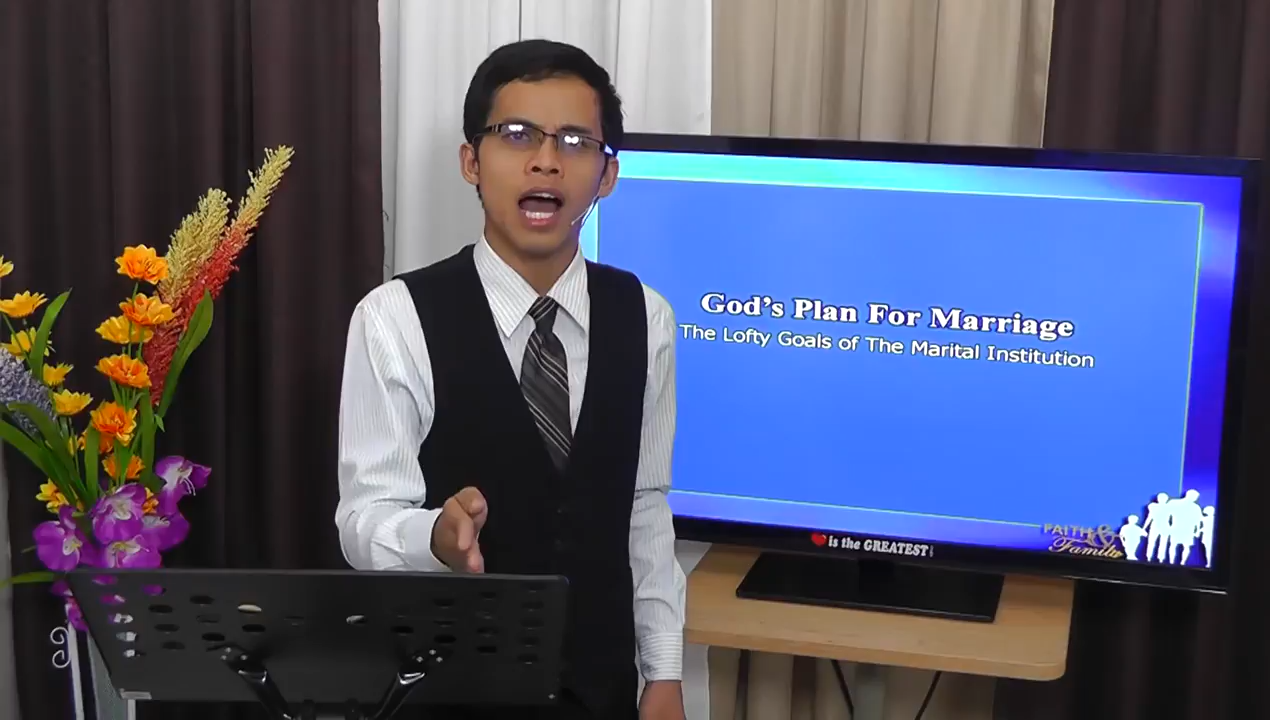 God's Plan For Marriage
The Lofty Goals of The Marital Institution
FAITH &
Family
is the GREATEST!